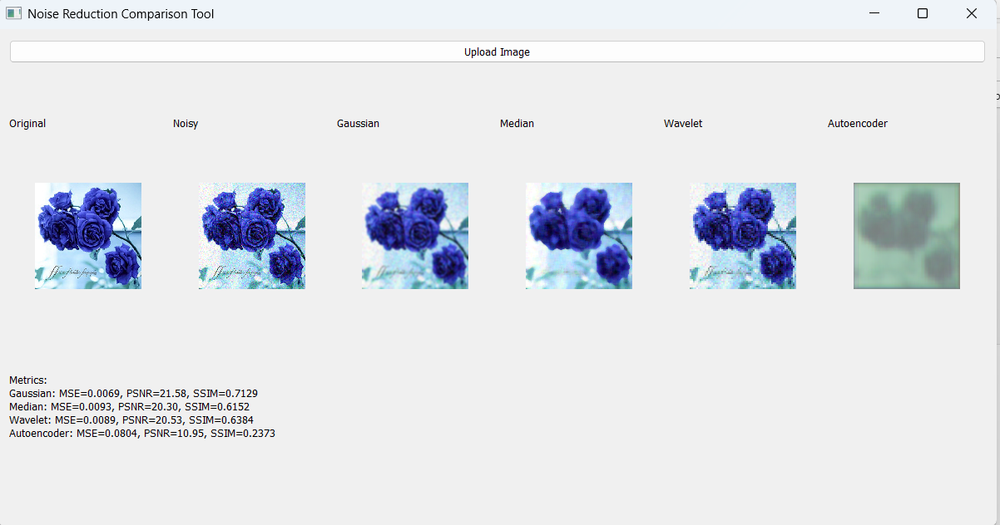 Noise Reduction Comparison Tool
Upload Image
Original Noisy Gaussian Median Wavelet Autoencoder
Metrics:
Gaussian: MSE=0.0069, PSNR=21.58, SSIM=0.7129
Median: MSE=0.0093, PSNR=20.30, SSIM=0.6152
Wavelet: MSE=0.0089, PSNR=20.53, SSIM=0.6384
Autoencoder: MSE=0.0804, PSNR=10.95, SSIM=0.2373